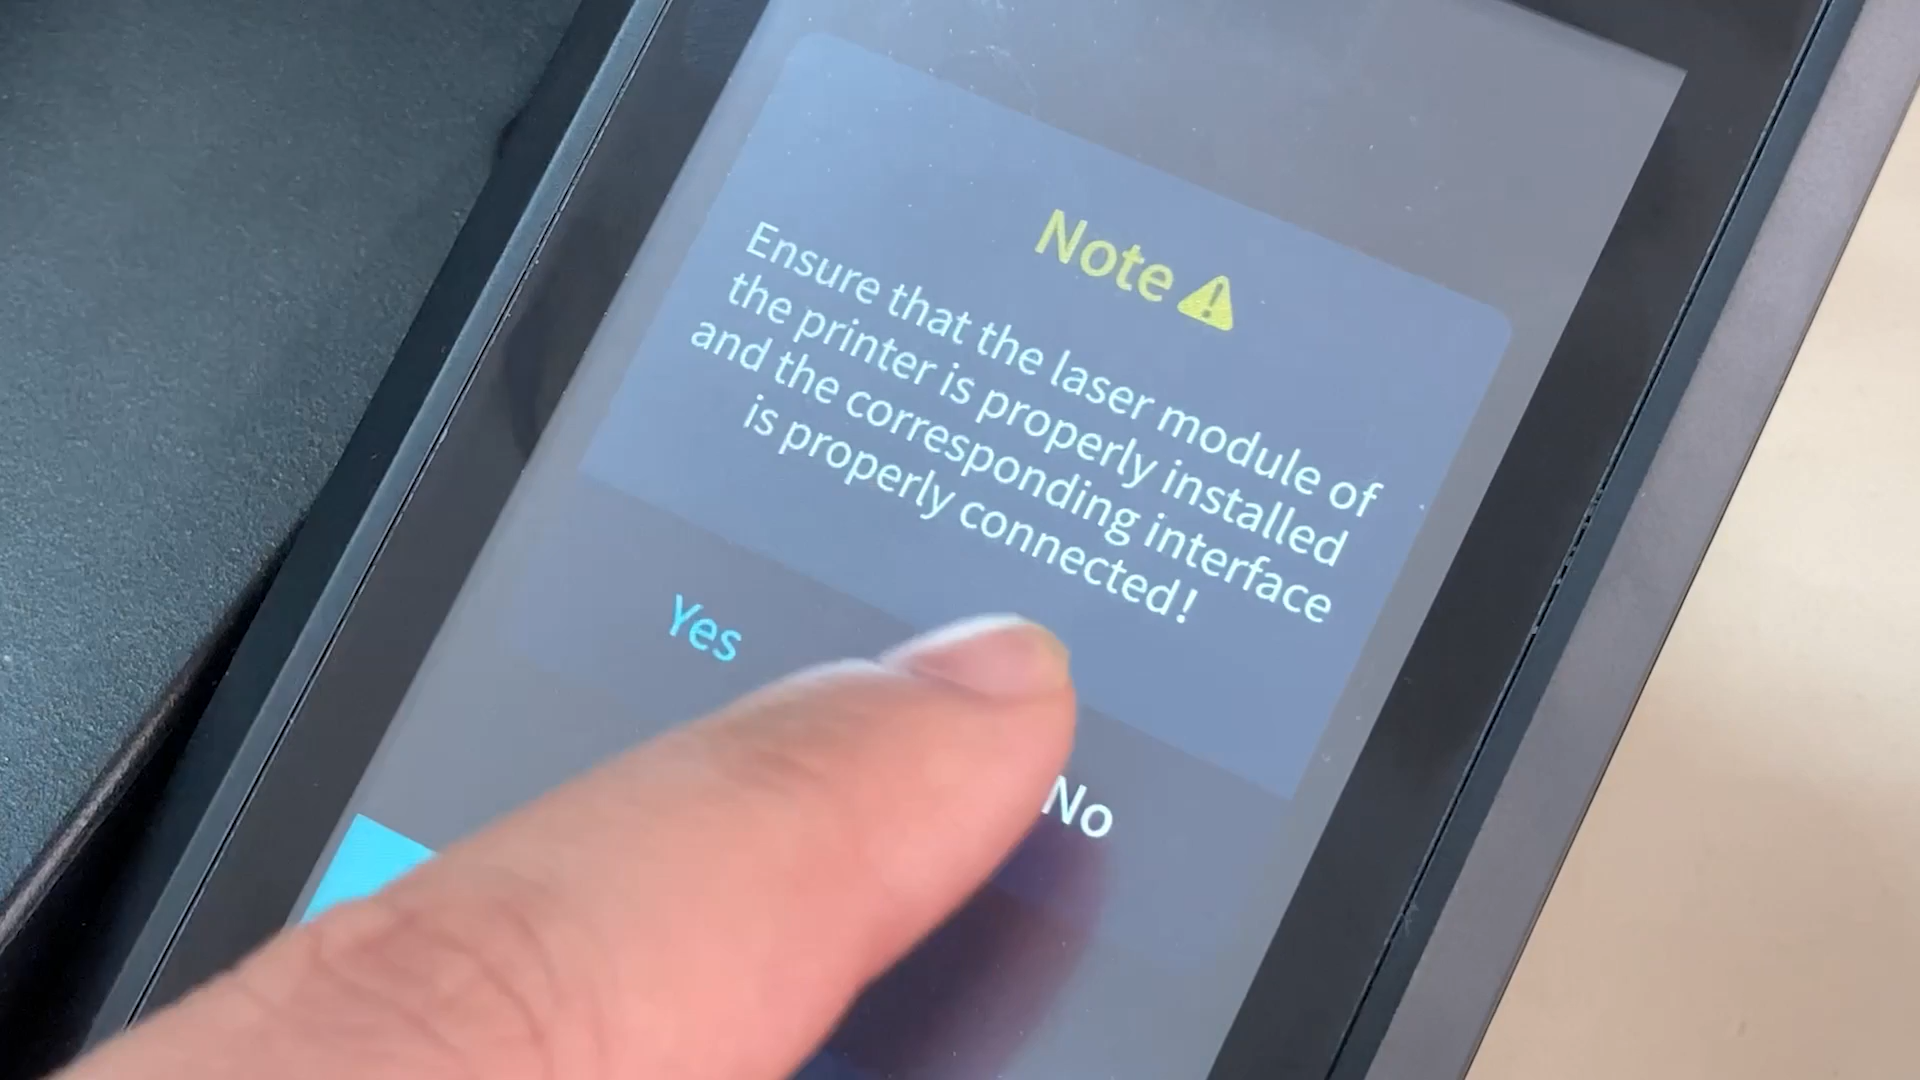 Note
Ensure that the laser module of
the printer is properly installed
and the corresponding interface
is properly connected!
Yes
No